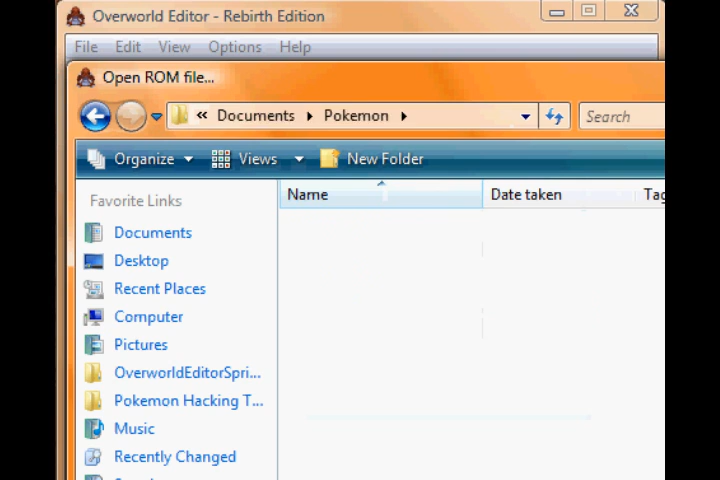 Overworld Editor - Rebirth Edition
File Edit View Options Help
Open ROM file...
« Documents Pokemon
Search
Organize Views New Folder
Favorite Links
Name Date taken
Documents
Desktop
Recent Places
Computer
Pictures
OverworldEditorSpri...
Pokemon Hacking T...
Music
Recently Changed